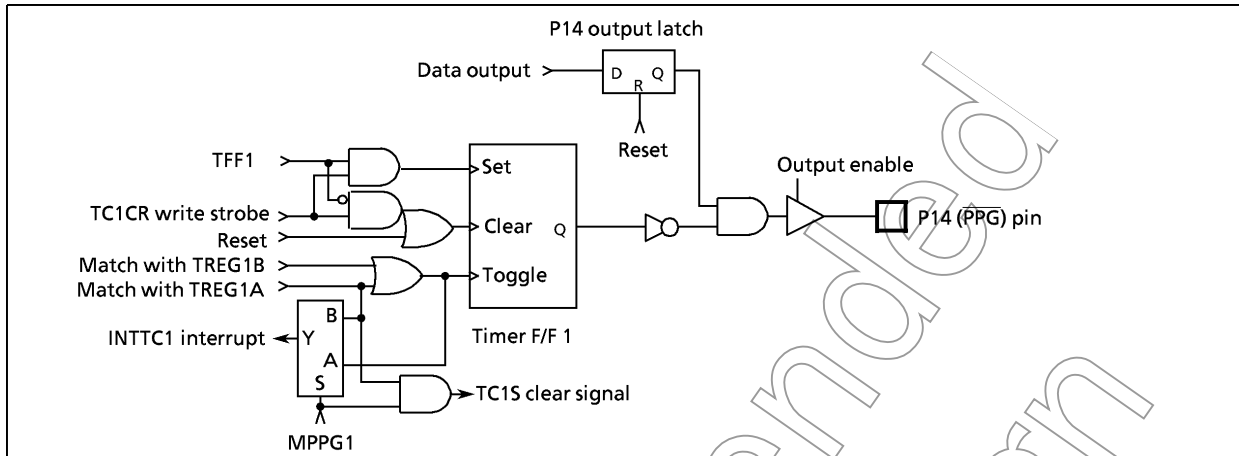 P14 output latch
Data output
D Q
R
Reset
Output enable
TFF1
Set
TC1CR write strobe
P14 (PPG) pin
Reset
Clear Q
Match with TREG1B
Match with TREG1A
Toggle
B
INTTC1 interrupt
Y
Timer F/F 1
A
S
TC1S clear signal
MPPG1